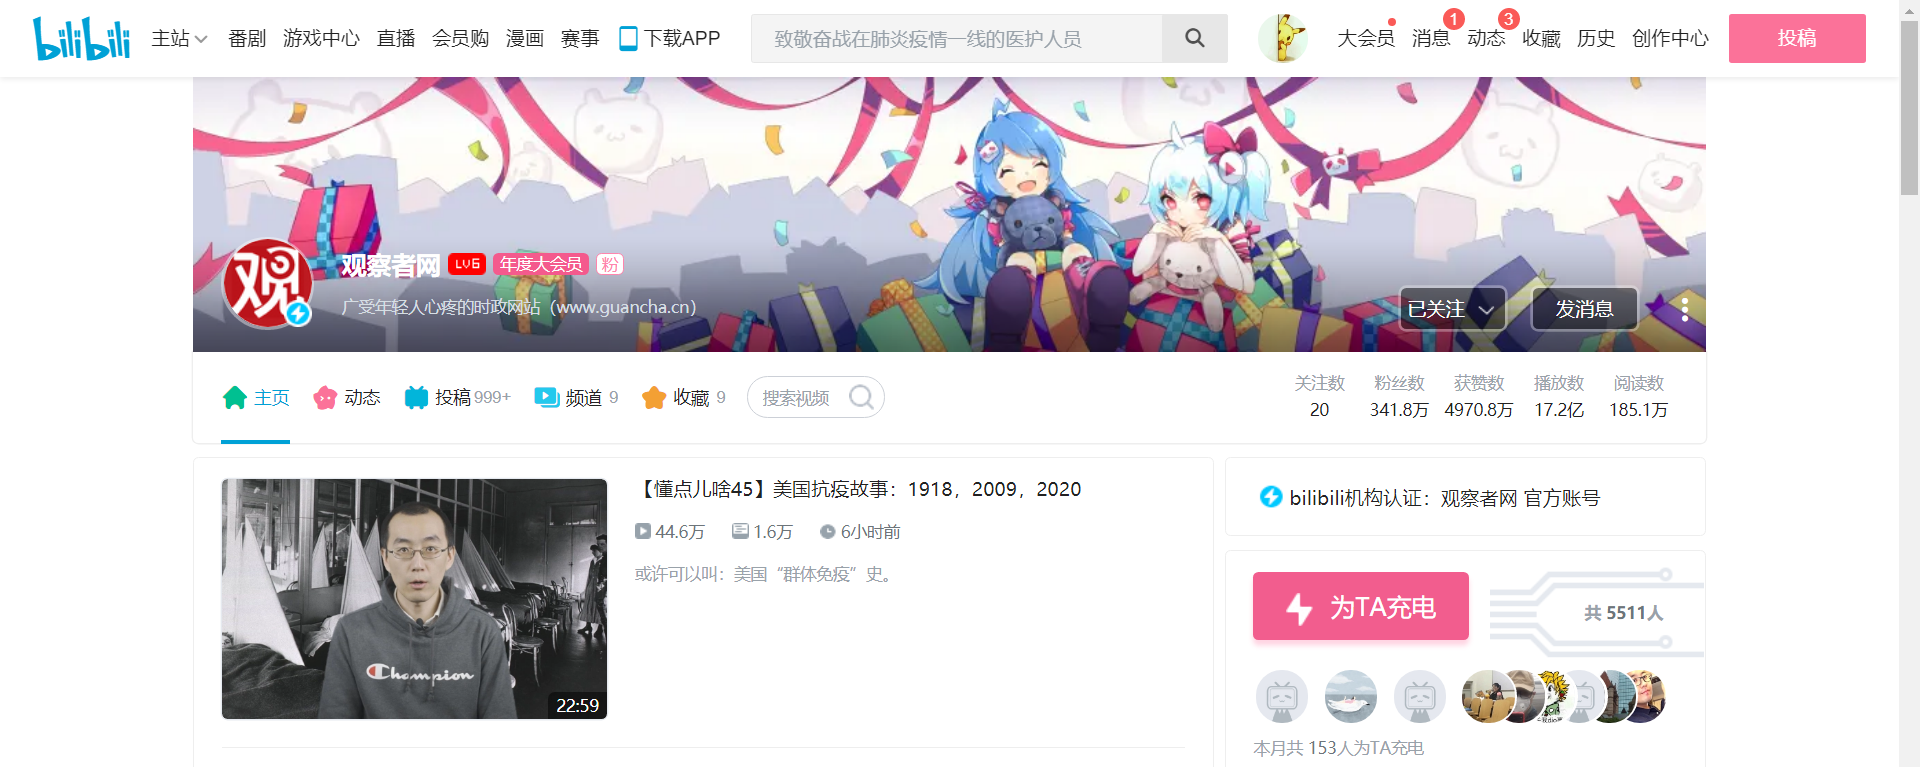 bilibili 主站 番剧 游戏中心 直播 会员购 漫画 赛事 下载APP 致敬奋战在肺炎疫情一线的医护人员 大会员 消息 1 动态 3 收藏 历史 创作中心 投稿
观
观察者网 LV6 年度大会员 粉
广受年轻人心疼的时政网站（www.guancha.cn）
已关注 发消息
主页 动态 投稿 999+ 频道 9 收藏 9 搜索视频
关注数 粉丝数 获赞数 播放数 阅读数
20 341.8万 4970.8万 17.2亿 185.1万
【懂点儿啥45】美国抗疫故事：1918，2009，2020
44.6万 1.6万 6小时前
或许可以叫：美国“群体免疫”史。
Champion
22:59
bilibili机构认证：观察者网 官方账号
为TA充电 共 5511人
本月共 153人为TA充电